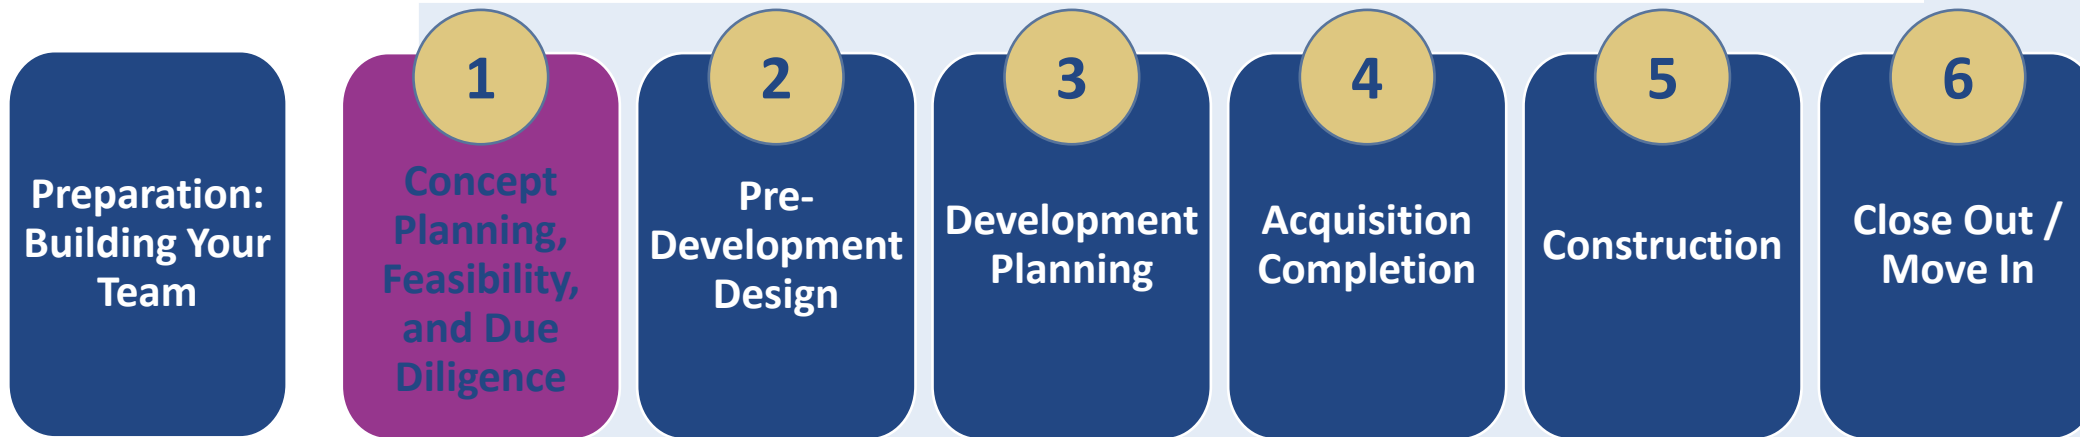 Preparation:
Building Your
Team
1
Concept
Planning,
Feasibility,
and Due
Diligence
2
Pre-
Development
Design
3
Development
Planning
4
Acquisition
Completion
5
Construction
6
Close Out /
Move In